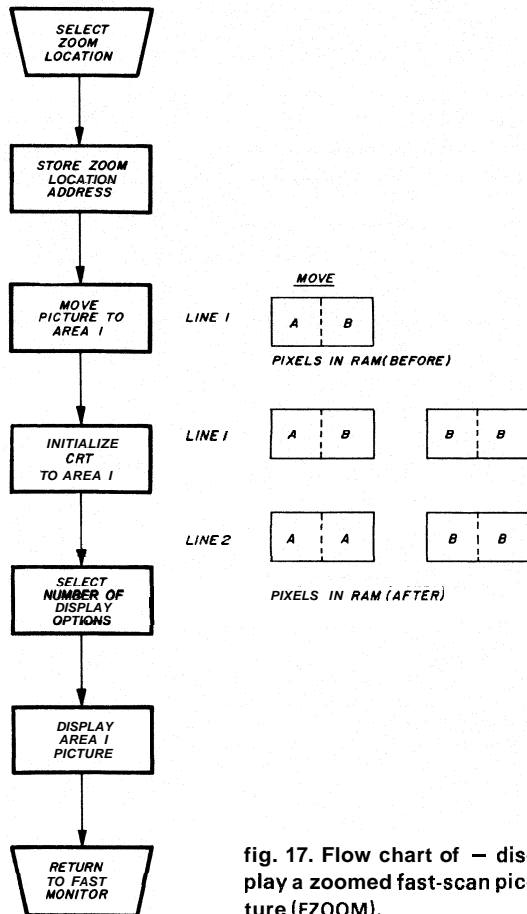 SELECT
ZOOM
LOCATION
STORE ZOOM
LOCATION
ADDRESS
MOVE
PICTURE TO
AREA 1
INITIALIZE
CRT
TO AREA 1
SELECT
NUMBER OF
DISPLAY
OPTIONS
DISPLAY
AREA 1
PICTURE
RETURN
TO FAST
MONITOR
MOVE
LINE 1
A B
PIXELS IN RAM(BEFORE)
LINE 1
A B B B
LINE 2
A A B B
PIXELS IN RAM (AFTER)
fig. 17. Flow chart of — dis
play a zoomed fast-scan pic
ture (FZOOM).